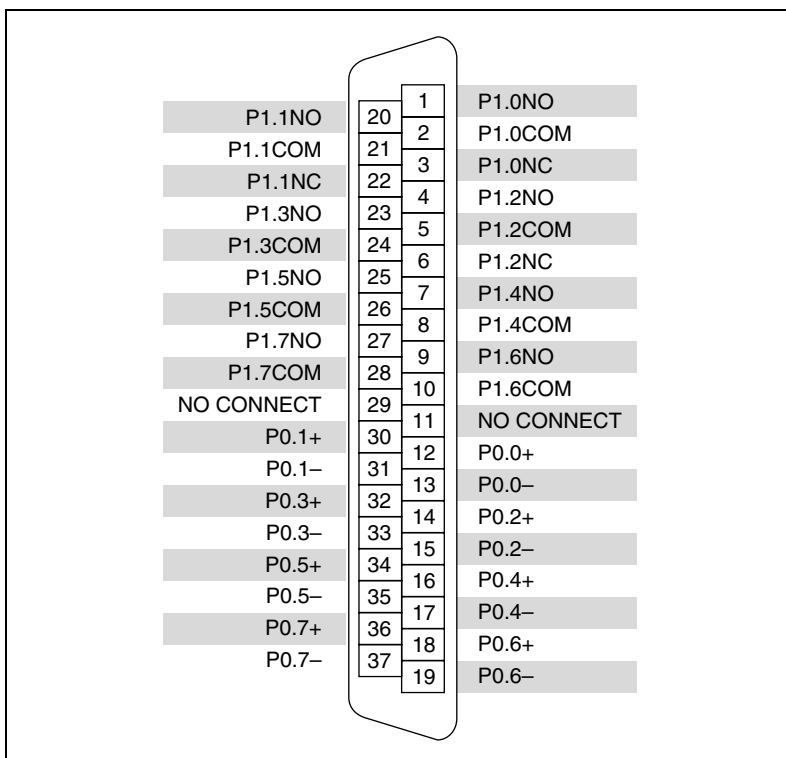 1 P1.0NO
P1.1NO 20
2 P1.0COM
P1.1COM 21
3 P1.0NC
P1.1NC 22
4 P1.2NO
P1.3NO 23
5 P1.2COM
P1.3COM 24
6 P1.2NC
P1.5NO 25
7 P1.4NO
P1.5COM 26
8 P1.4COM
P1.7NO 27
9 P1.6NO
P1.7COM 28
10 P1.6COM
NO CONNECT 29
11 NO CONNECT
P0.1+ 30
12 P0.0+
P0.1– 31
13 P0.0–
P0.3+ 32
14 P0.2+
P0.3– 33
15 P0.2–
P0.5+ 34
16 P0.4+
P0.5– 35
17 P0.4–
P0.7+ 36
18 P0.6+
P0.7– 37
19 P0.6–